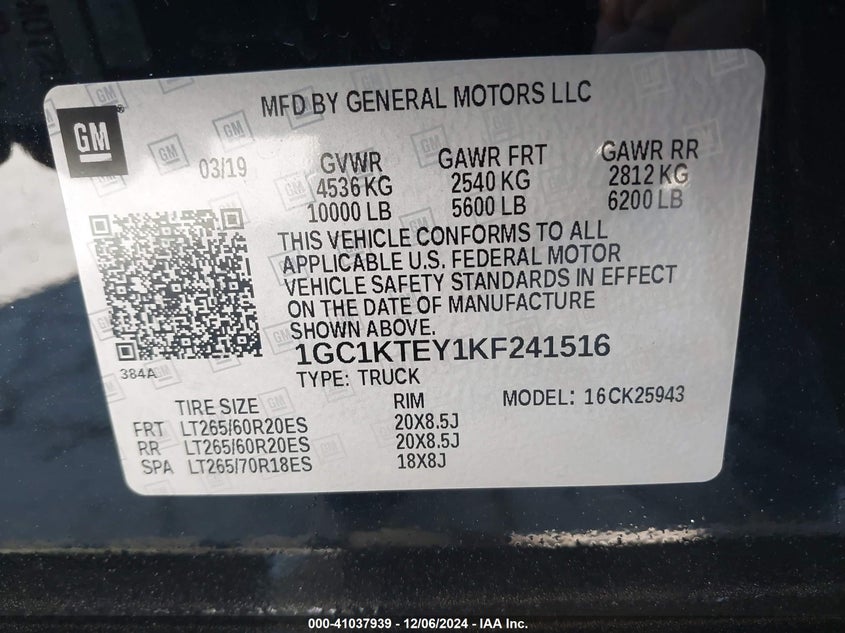 MFD BY GENERAL MOTORS LLC
GM
03/19
GVWR GAWR FRT GAWR RR
4536 KG 2540 KG 2812 KG
10000 LB 5600 LB 6200 LB
THIS VEHICLE CONFORMS TO ALL
APPLICABLE U.S. FEDERAL MOTOR
VEHICLE SAFETY STANDARDS IN EFFECT
ON THE DATE OF MANUFACTURE
SHOWN ABOVE.
1GC1KTEY1KF241516
384A
TYPE: TRUCK
MODEL: 16CK25943
TIRE SIZE RIM
FRT LT265/60R20ES 20X8.5J
RR LT265/60R20ES 20X8.5J
SPA LT265/70R18ES 18X8J
000-41037939 - 12/06/2024 - IAA Inc.